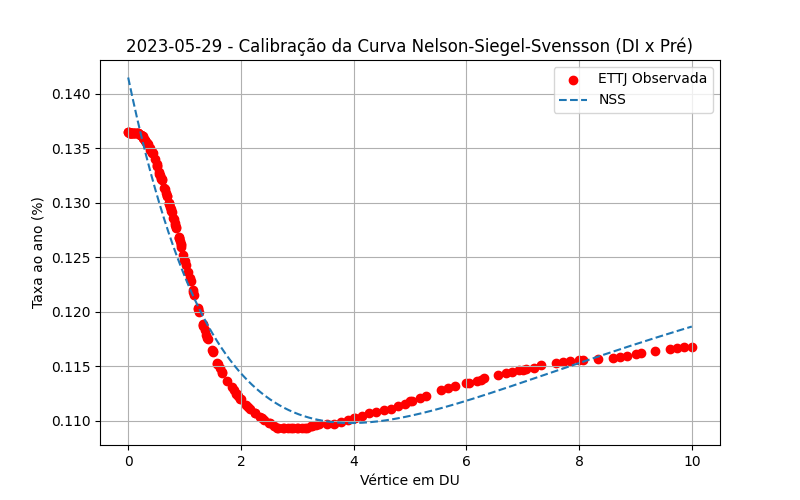 2023-05-29 - Calibração da Curva Nelson-Siegel-Svensson (DI x Pré)
ETTJ Observada
NSS
0.140
0.135
0.130
0.125
0.120
0.115
0.110
Taxa ao ano (%)
0 2 4 6 8 10
Vértice em DU